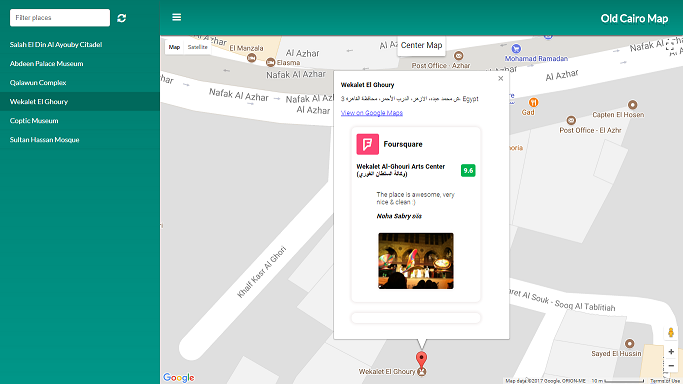 Filter places
Old Cairo Map
Salah El Din Al Ayouby Citadel
Abdeen Palace Museum
Qalawun Complex
Wekalet El Ghoury
Coptic Museum
Sultan Hassan Mosque
Map
Satellite
Center Map
El Manzala
Elasma
Al Azhar
Nafak Al Azhar
Al Azhar
Nafak Al Azhar
Nafak Al Azhar
Post Office - Azhar
Mohamed Ramadan
Al Azhar
Nafak Al Azhar
Gad
Capten El Hosen
Post Office - El Azhr
Wekalet El Ghoury
3 ش محمد عبده، الازهر، الدرب الأحمر، محافظة القاهرة Egypt
View on Google Maps
Foursquare
Wekalet Al-Ghouri Arts Center
(وكالة السلطان الغوري)
9.6
The place is awesome, very
nice & clean :)
Noha Sabry
Khalf Kasr Al Ghori
Al Souk - Sooq Al Tablitiah
Sayed El Hussin
Wekalet El Ghoury
Google
Map data ©2017 Google, ORION-ME
10 m
Terms of Use